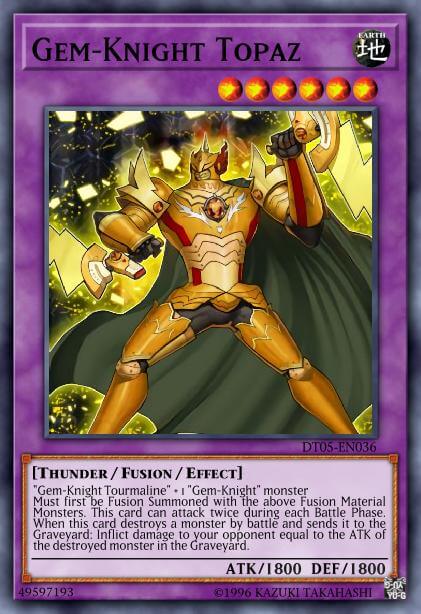 Gem-Knight Topaz
EARTH
地
DT05-EN036
[Thunder / Fusion / Effect]
"Gem-Knight Tourmaline" + 1 "Gem-Knight" monster
Must first be Fusion Summoned with the above Fusion Material
Monsters. This card can attack twice during each Battle Phase.
When this card destroys a monster by battle and sends it to the
Graveyard: Inflict damage to your opponent equal to the ATK of
the destroyed monster in the Graveyard.
ATK/1800 DEF/1800
49597193
©1996 KAZUKI TAKAHASHI